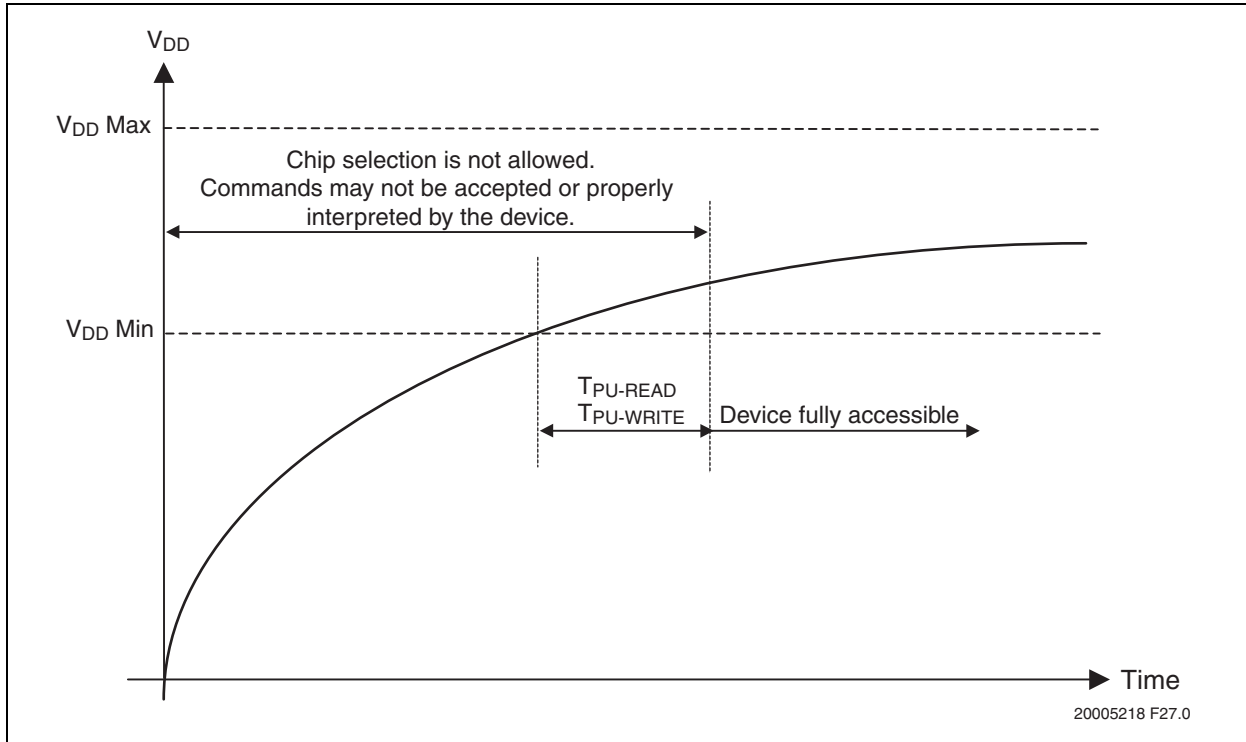 VDD
VDD Max
Chip selection is not allowed.
Commands may not be accepted or properly
interpreted by the device.
VDD Min
TPU-READ
TPU-WRITE
Device fully accessible
Time
20005218 F27.0